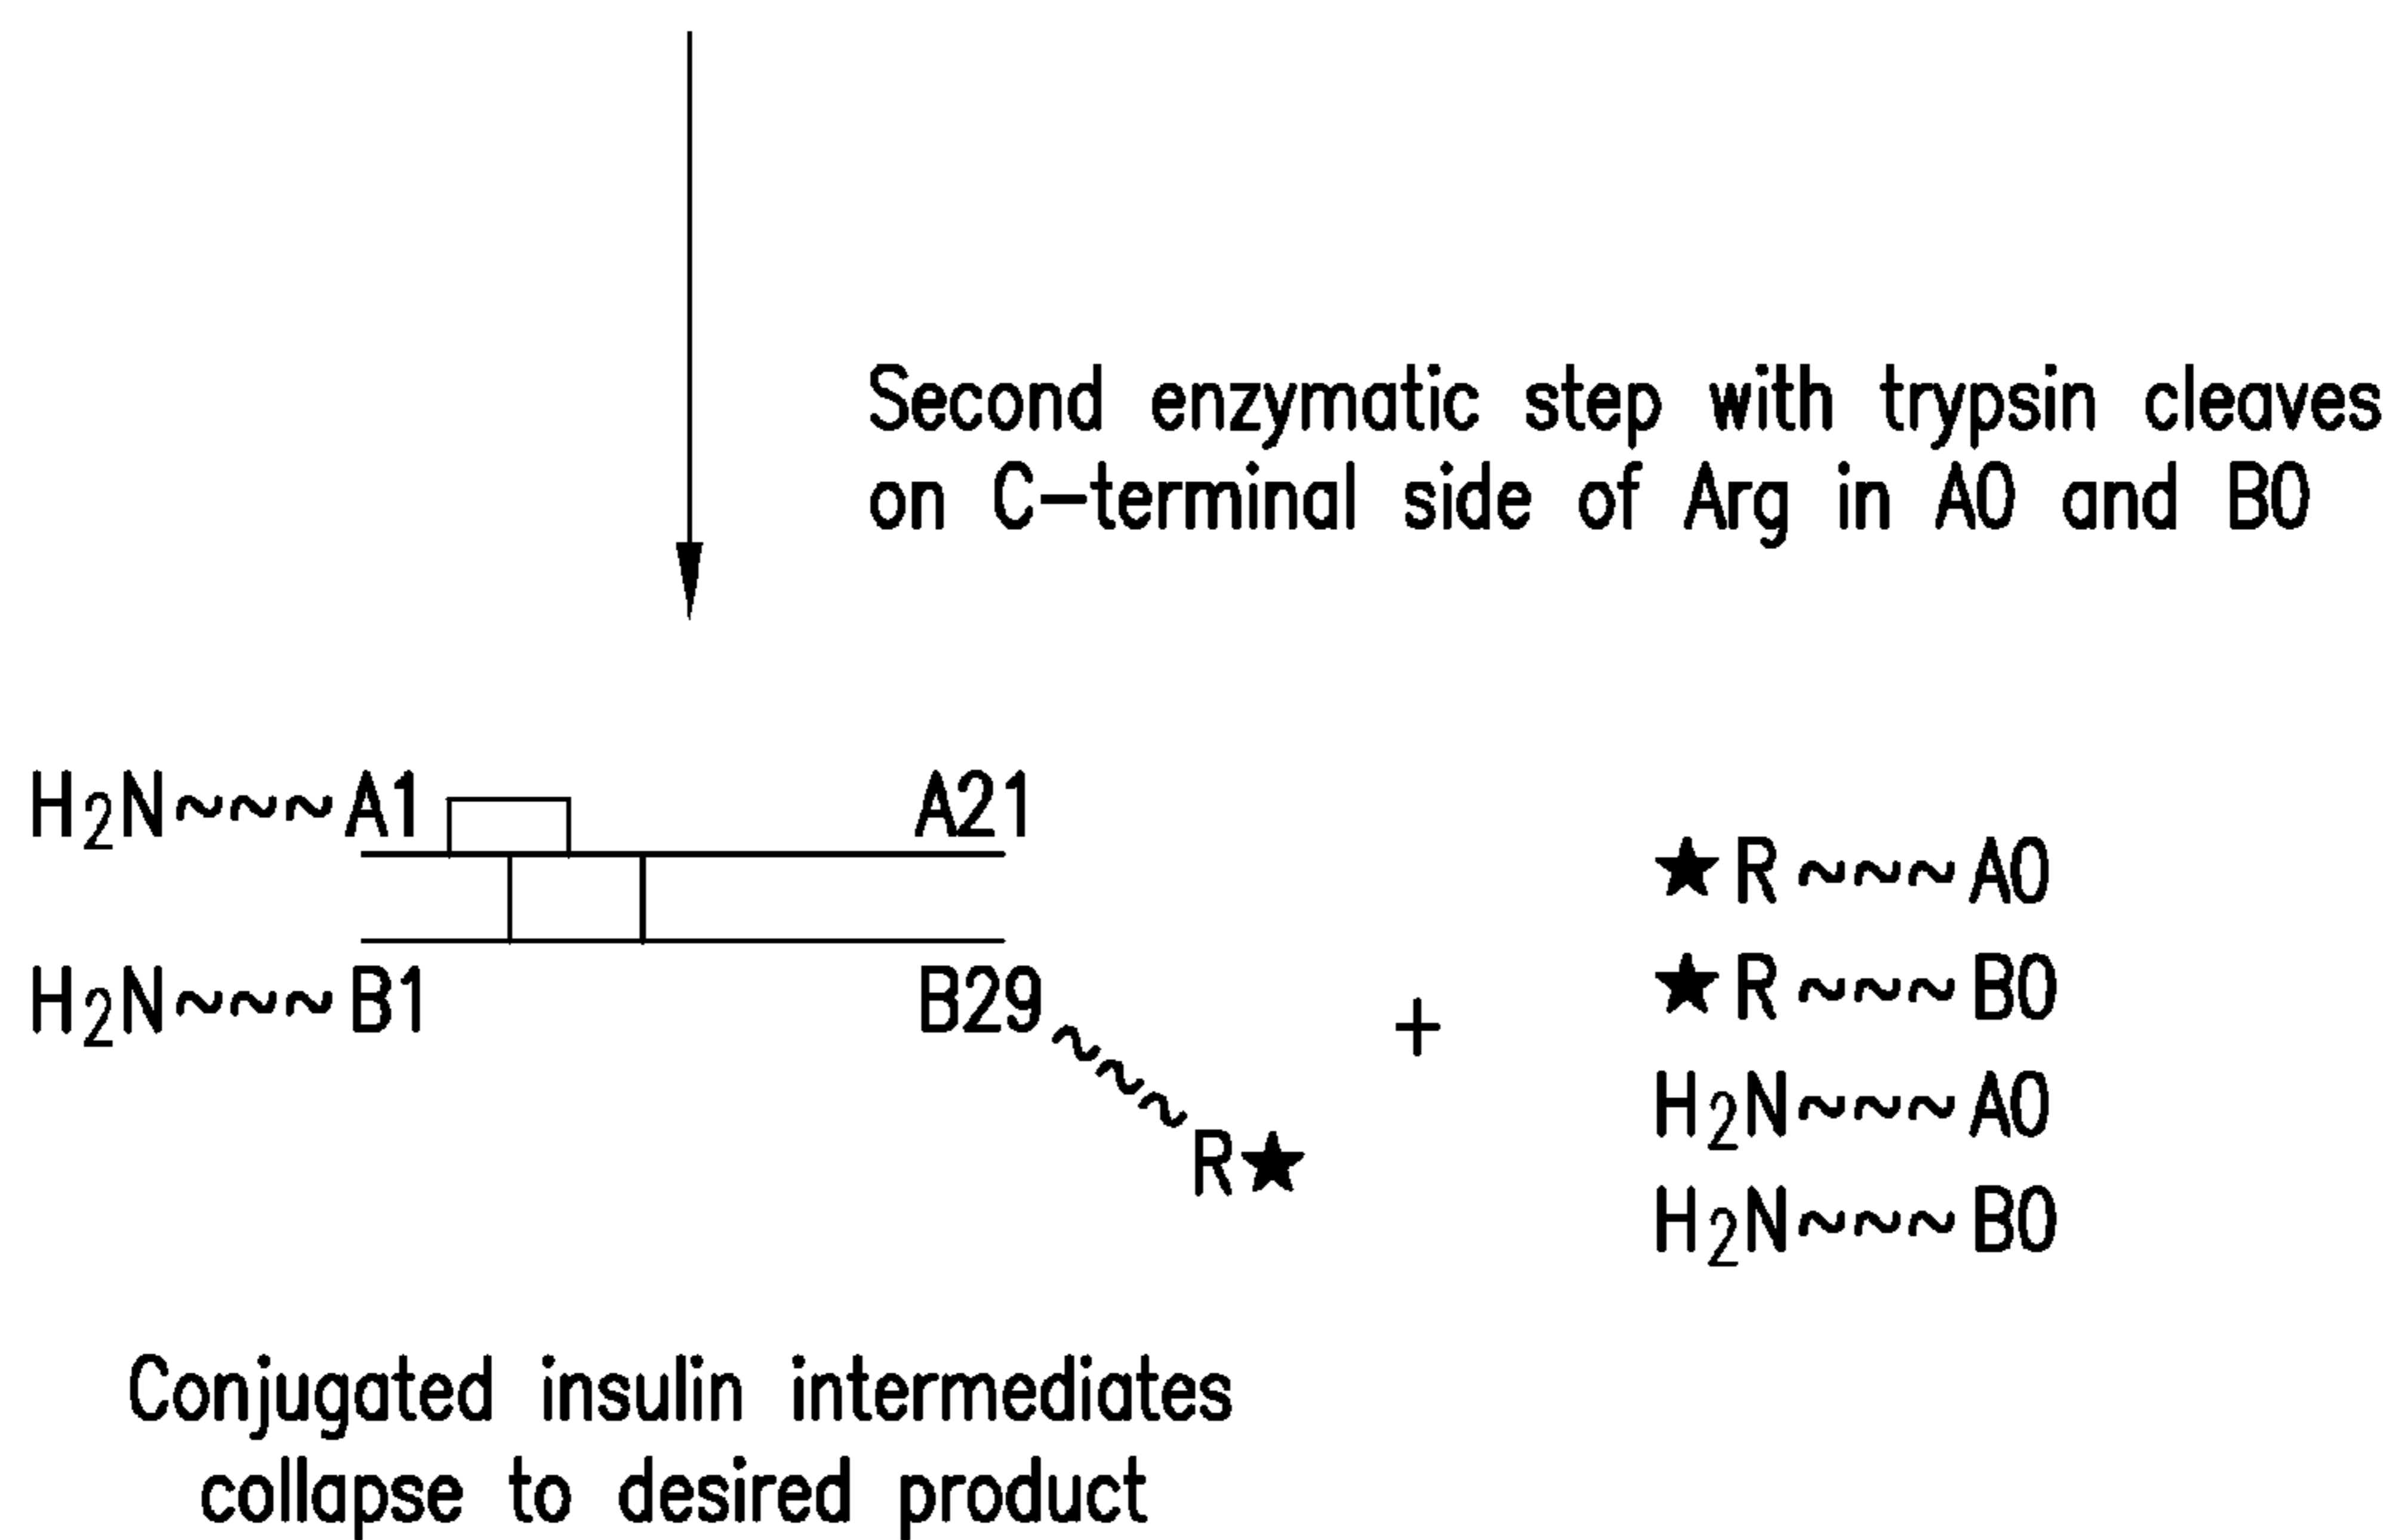 Second enzymatic step with trypsin cleaves
on C-terminal side of Arg in A0 and B0
H2N~~~A1 A21
H2N~~~B1 B29
~~~
R★
+
★R~~~A0
★R~~~B0
H2N~~~A0
H2N~~~B0
Conjugated insulin intermediates
collapse to desired product